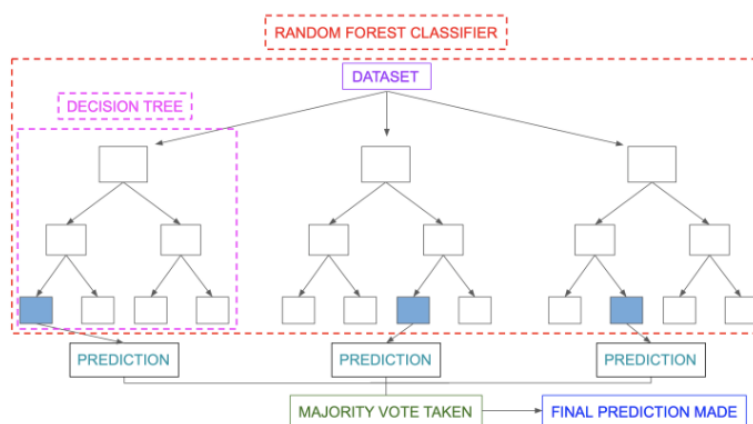 RANDOM FOREST CLASSIFIER
DATASET
DECISION TREE
PREDICTION
PREDICTION
PREDICTION
MAJORITY VOTE TAKEN
FINAL PREDICTION MADE